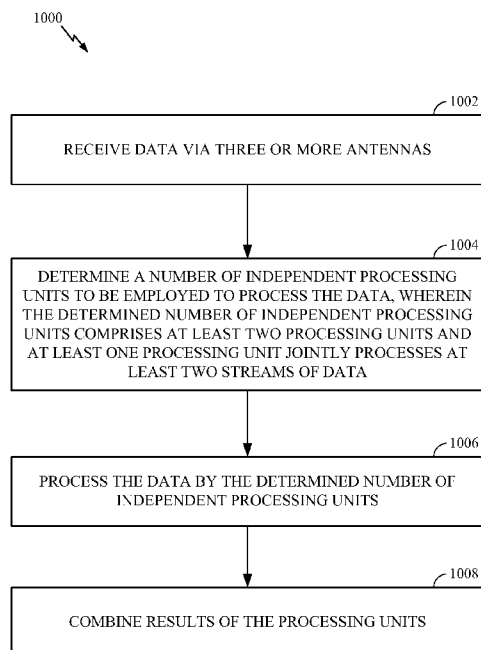 1000
1002
RECEIVE DATA VIA THREE OR MORE ANTENNAS
1004
DETERMINE A NUMBER OF INDEPENDENT PROCESSING
UNITS TO BE EMPLOYED TO PROCESS THE DATA, WHEREIN
THE DETERMINED NUMBER OF INDEPENDENT PROCESSING
UNITS COMPRISES AT LEAST TWO PROCESSING UNITS AND
AT LEAST ONE PROCESSING UNIT JOINTLY PROCESSES AT
LEAST TWO STREAMS OF DATA
1006
PROCESS THE DATA BY THE DETERMINED NUMBER OF
INDEPENDENT PROCESSING UNITS
1008
COMBINE RESULTS OF THE PROCESSING UNITS